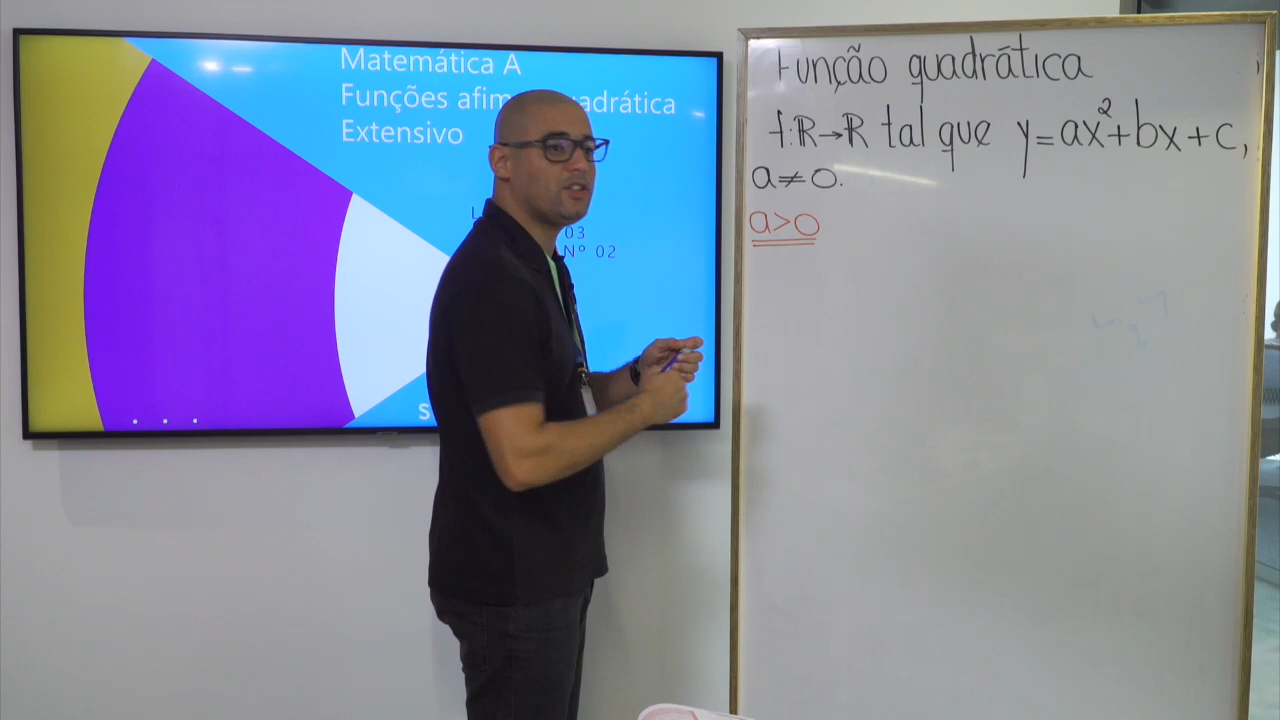 Matemática A
Funções afim quadrática
Extensivo
03
Nº 02
Função quadrática
f:ℝ→ℝ tal que y=ax²+bx+c,
a≠0.
a>0